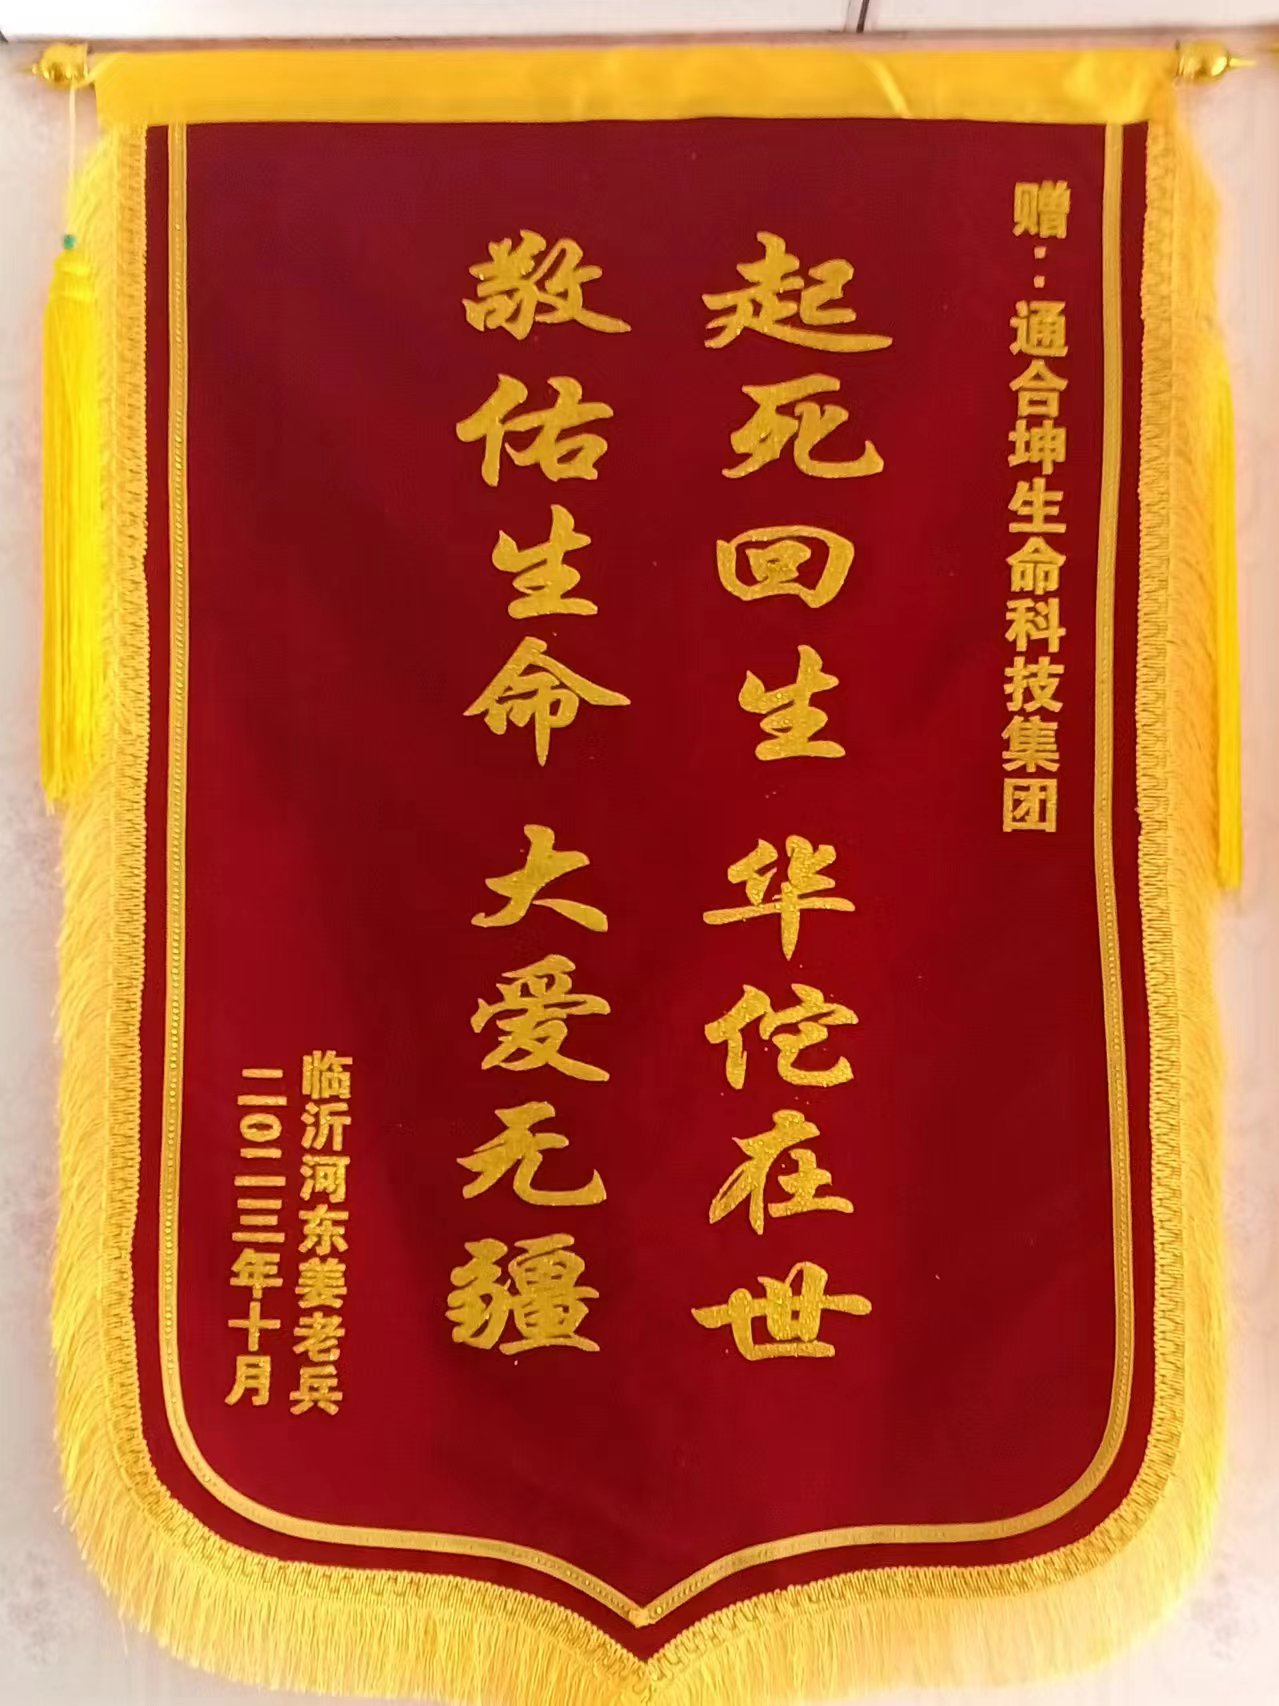 赠：通合坤生命科技集团
起死回生 华佗在世
敬佑生命 大爱无疆
临沂河东姜老兵
二〇二三年十月